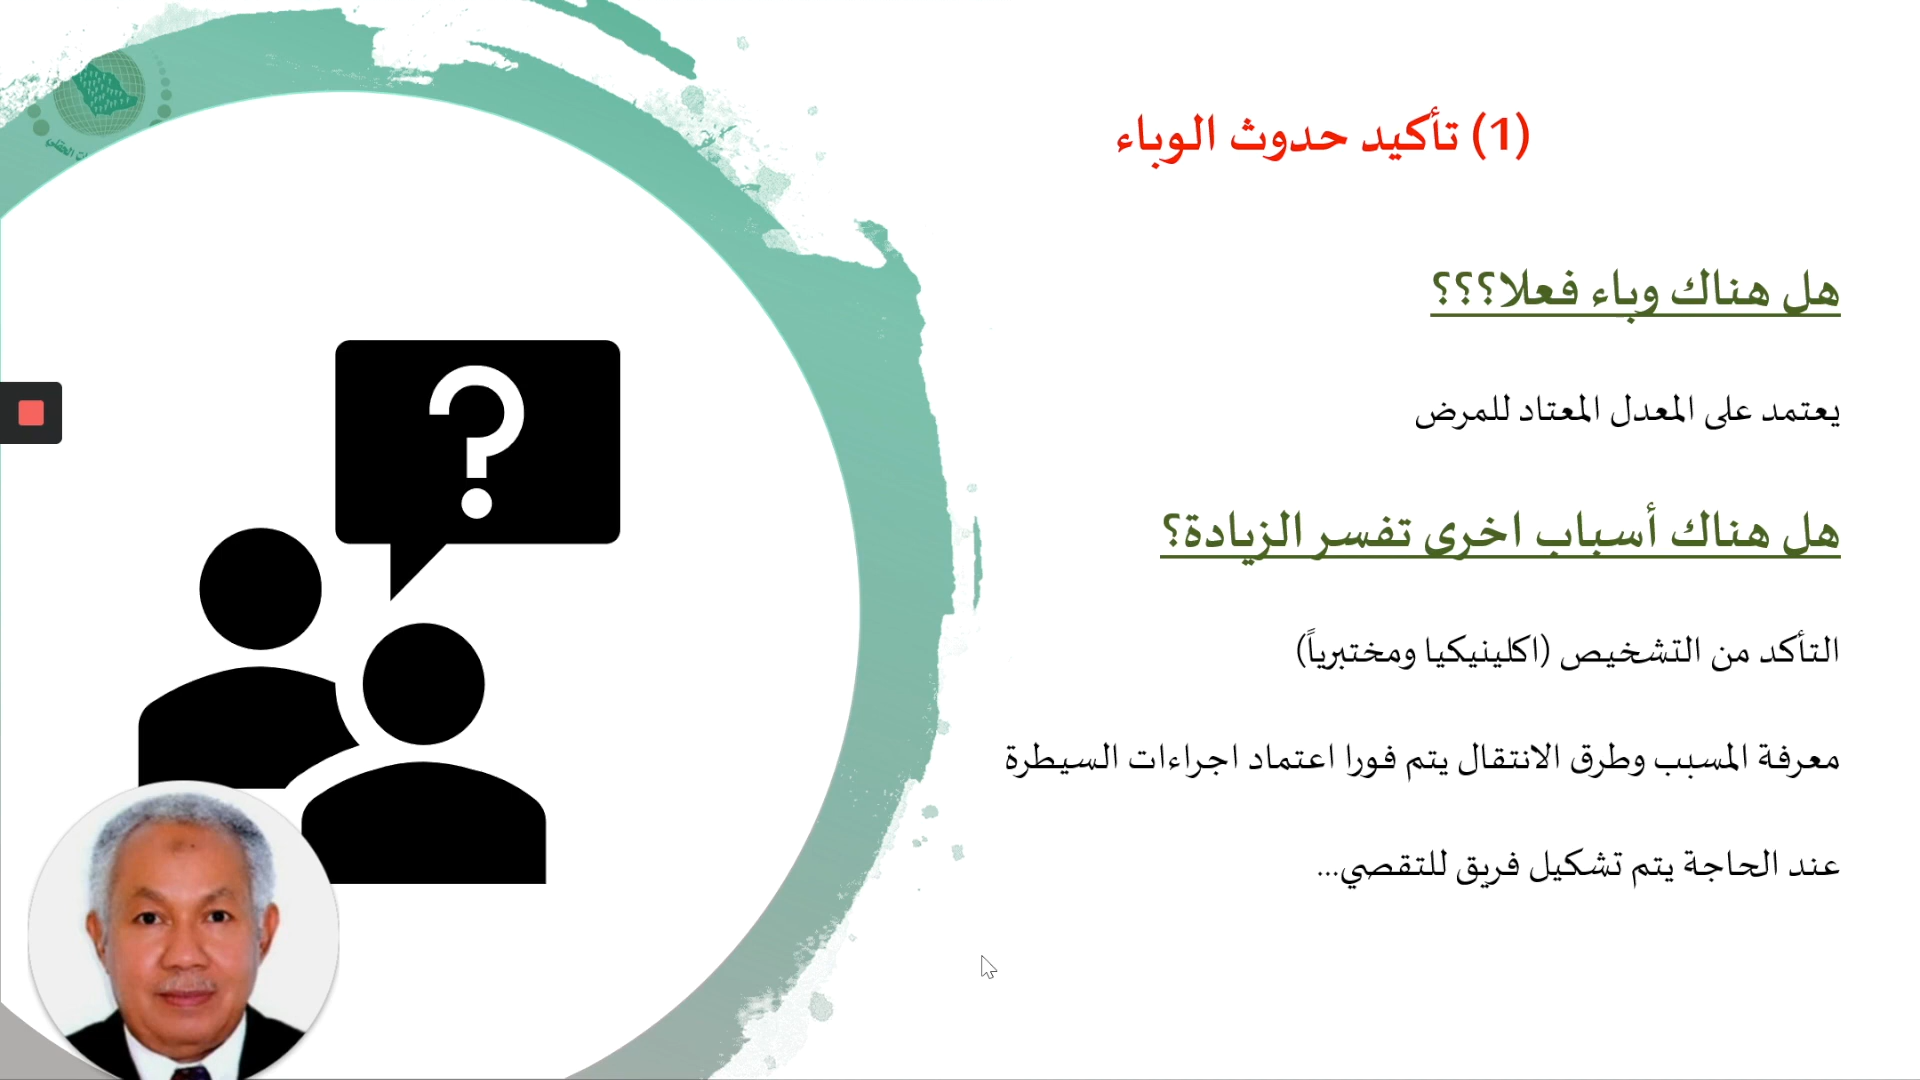 (1) تأكيد حدوث الوباء
هل هناك وباء فعلا؟؟؟
يعتمد على المعدل المعتاد للمرض
هل هناك أسباب اخرى تفسر الزيادة؟
التأكد من التشخيص (اكلينيكيا ومختبرياً)
معرفة المسبب وطرق الانتقال يتم فورا اعتماد اجراءات السيطرة
عند الحاجة يتم تشكيل فريق للتقصي...
?